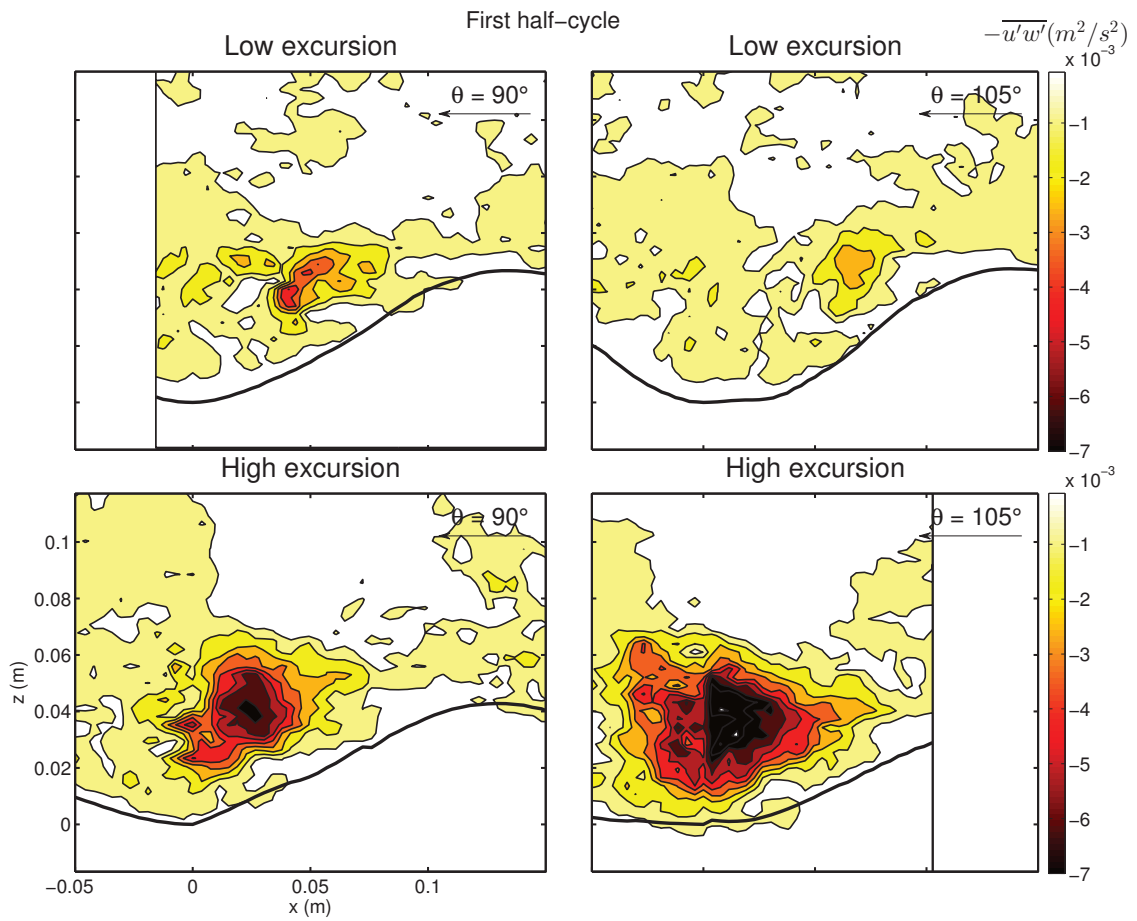 First half−cycle
Low excursion
Low excursion
−u′w′(m²/s²)
x 10⁻³
θ = 90°
θ = 105°
−1
−2
−3
−4
−5
−6
−7
High excursion
High excursion
x 10⁻³
θ = 90°
θ = 105°
0.1
0.08
0.06
0.04
0.02
0
z (m)
−1
−2
−3
−4
−5
−6
−7
−0.05 0 0.05 0.1
x (m)